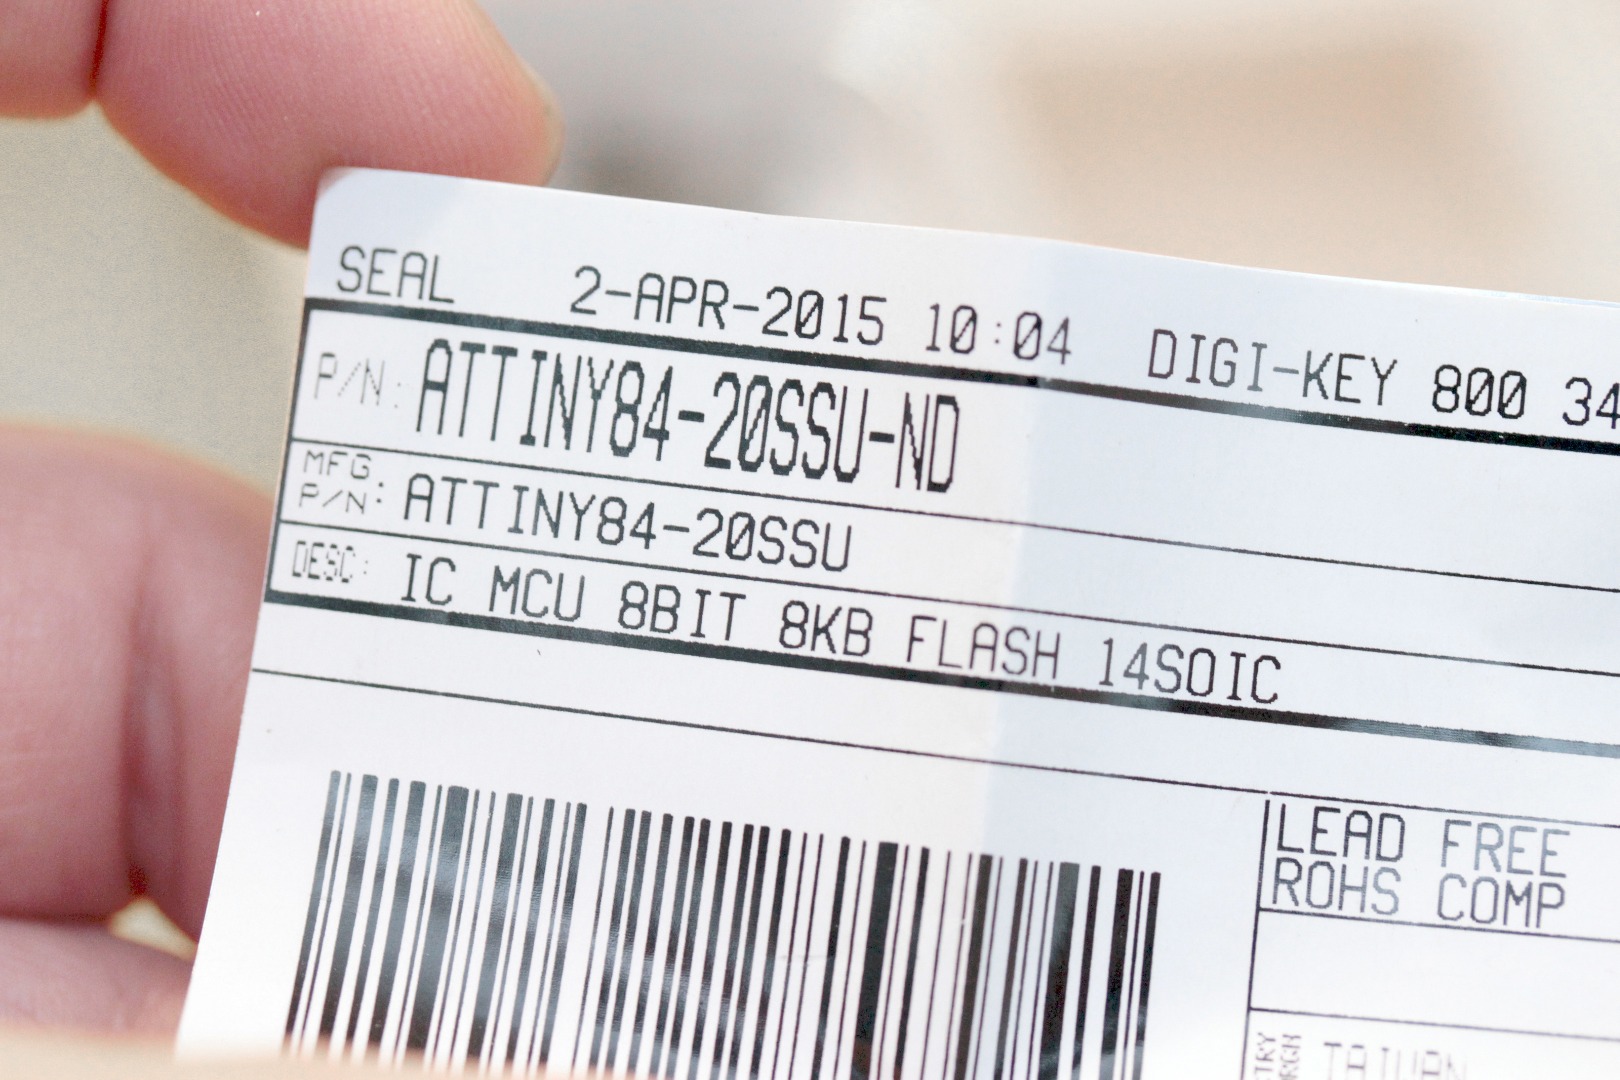 SEAL 2-APR-2015 10:04 DIGI-KEY 800 34
P/N: ATTINY84-20SSU-ND
MFG P/N: ATTINY84-20SSU
DESC: IC MCU 8BIT 8KB FLASH 14SOIC
LEAD FREE
ROHS COMP
TAIWAN